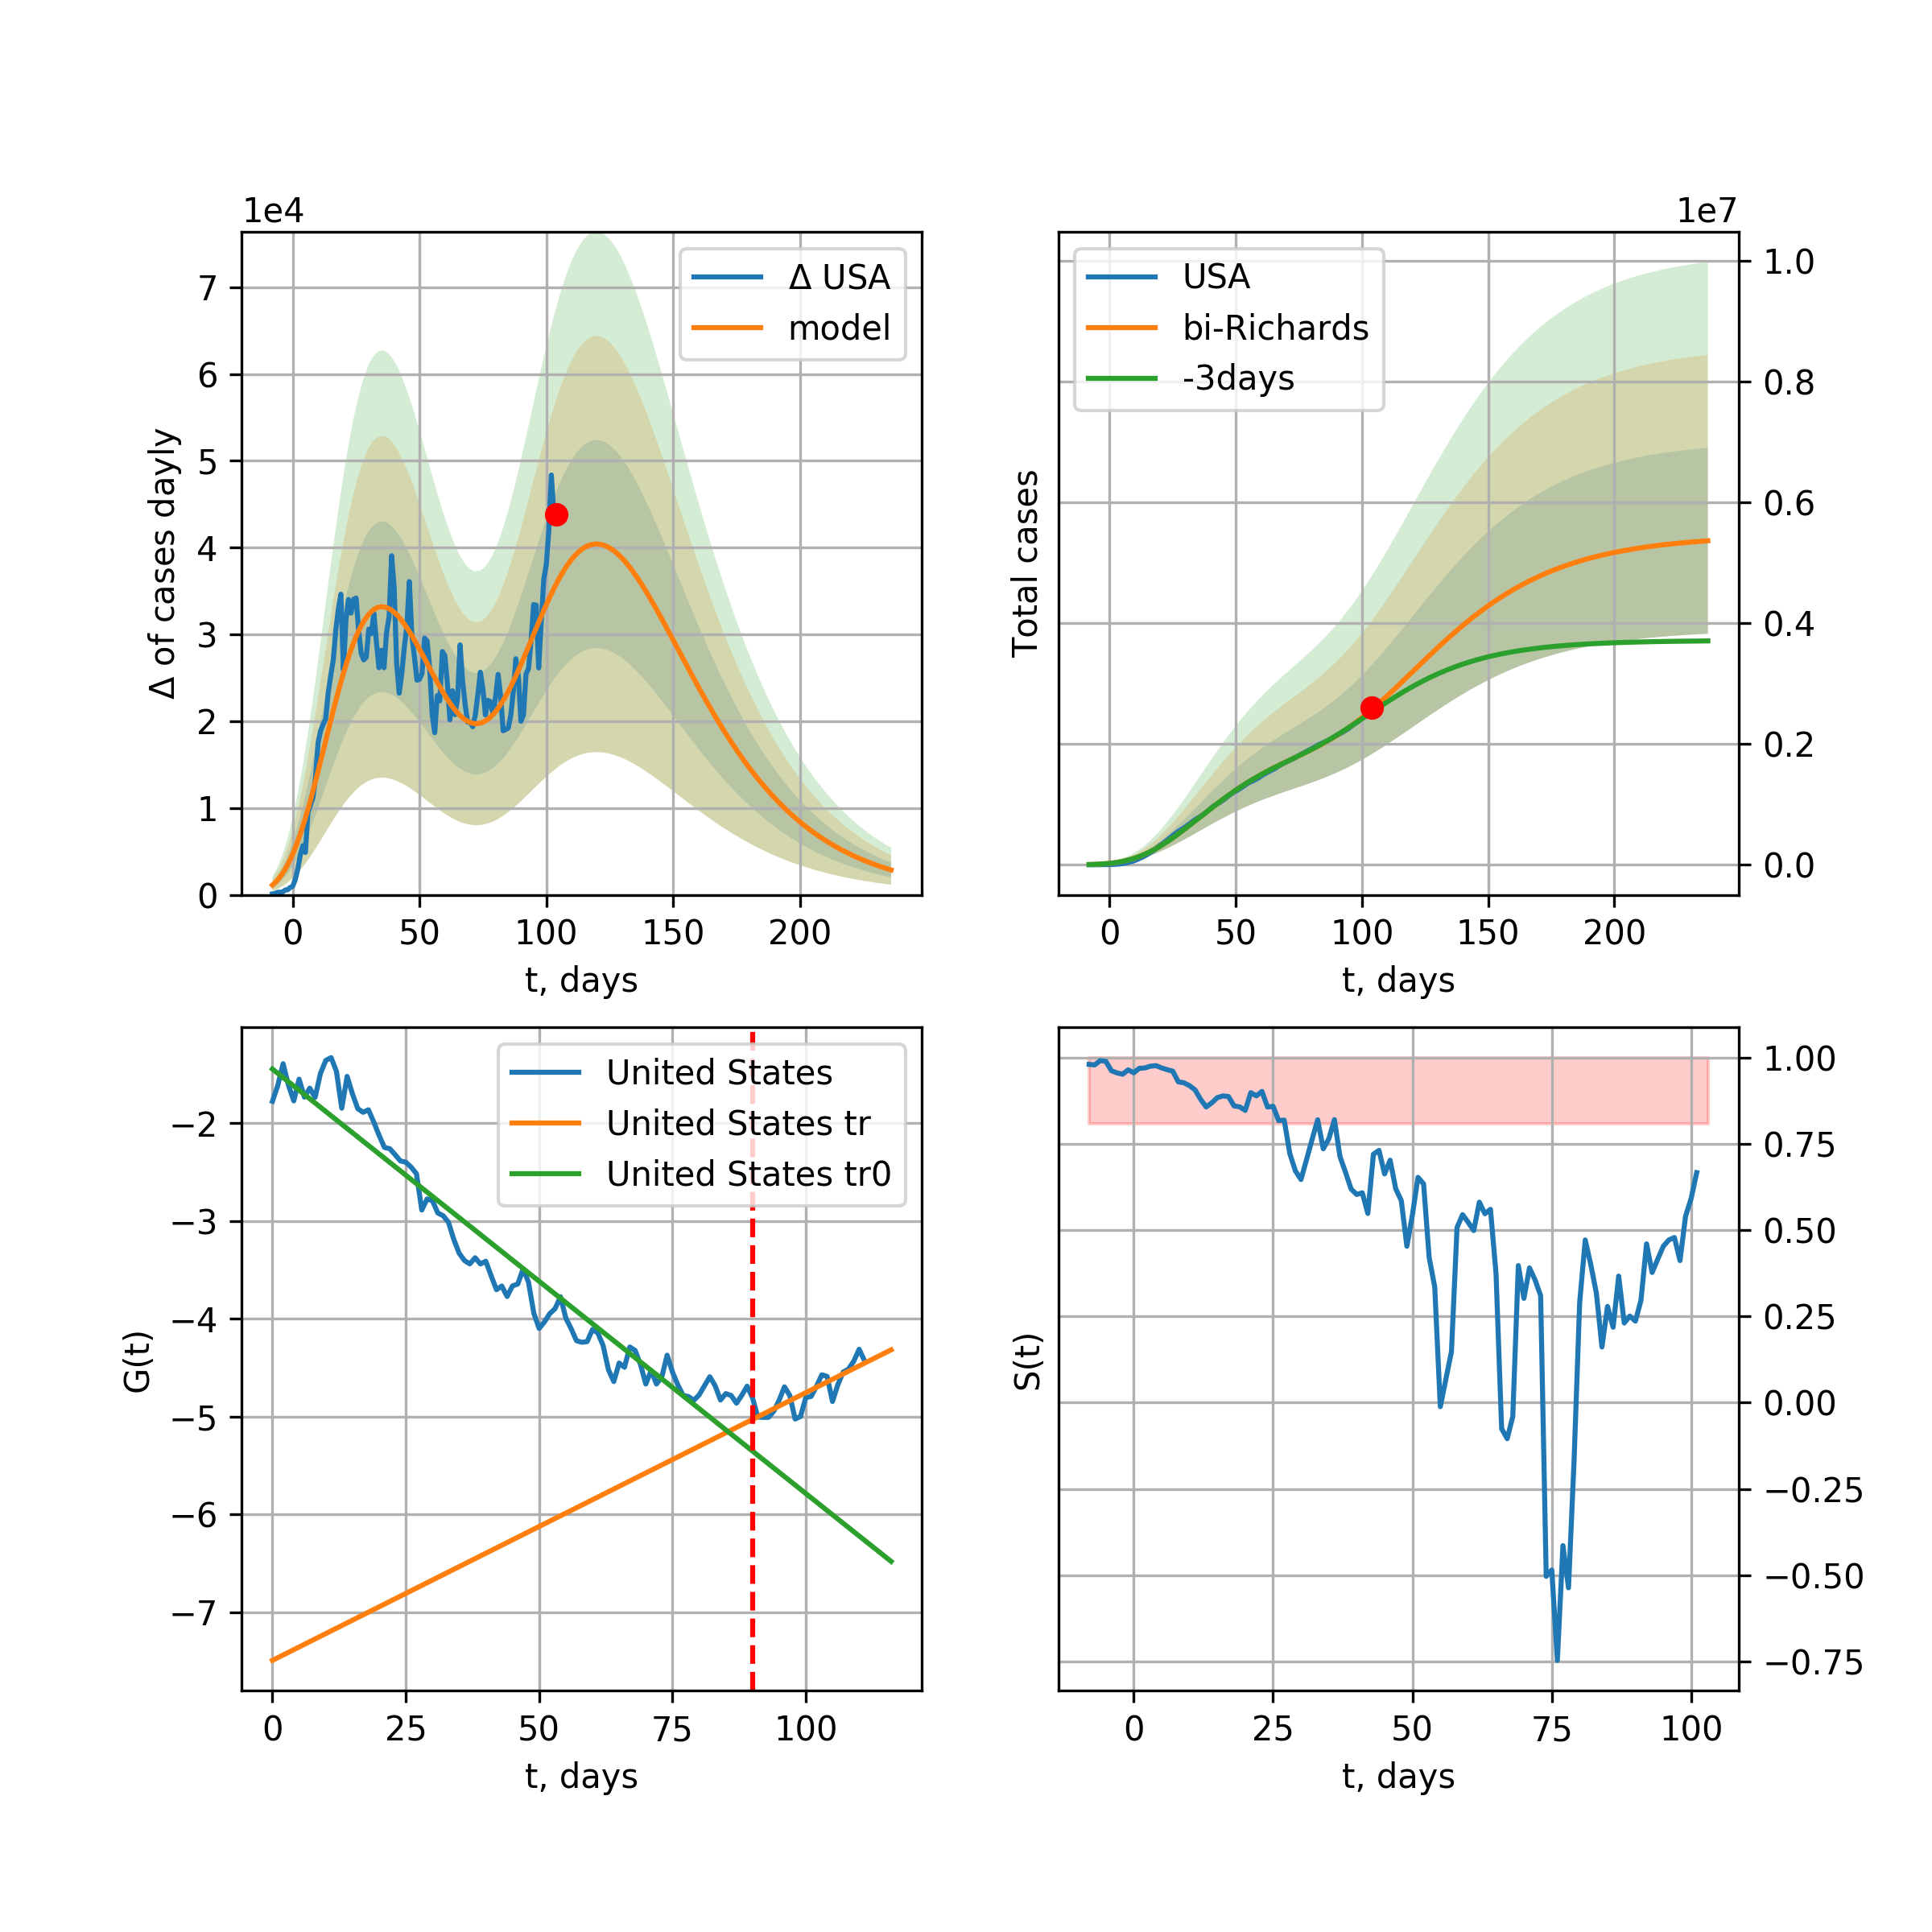 1e4
Δ of cases dayly
7
6
5
4
3
2
1
0
Δ USA
model
0 50 100 150 200
t, days
1e7
Total cases
USA
bi-Richards
-3days
1.0
0.8
0.6
0.4
0.2
0.0
0 50 100 150 200
t, days
G(t)
−2
−3
−4
−5
−6
−7
United States
United States tr
United States tr0
0 25 50 75 100
t, days
S(t)
1.00
0.75
0.50
0.25
0.00
−0.25
−0.50
−0.75
0 25 50 75 100
t, days